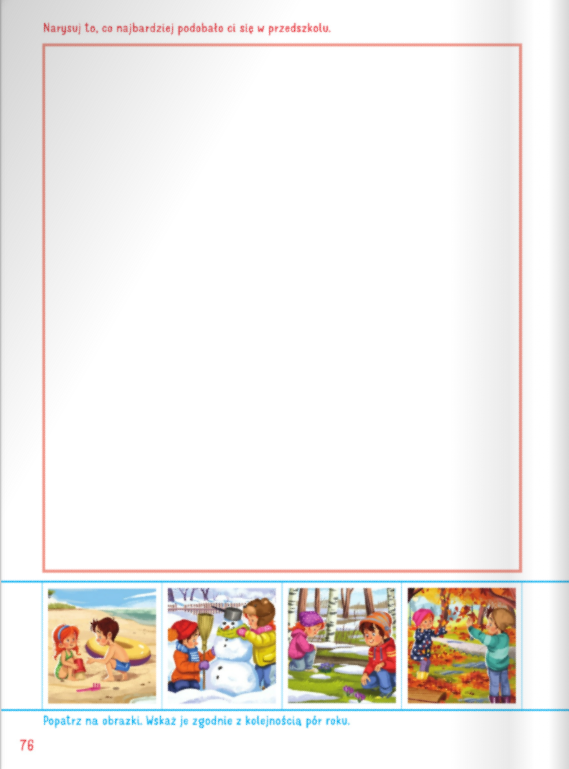 Narysuj to, co najbardziej podobało ci się w przedszkolu.
Popatrz na obrazki. Wskaż je zgodnie z kolejnością pór roku.
76